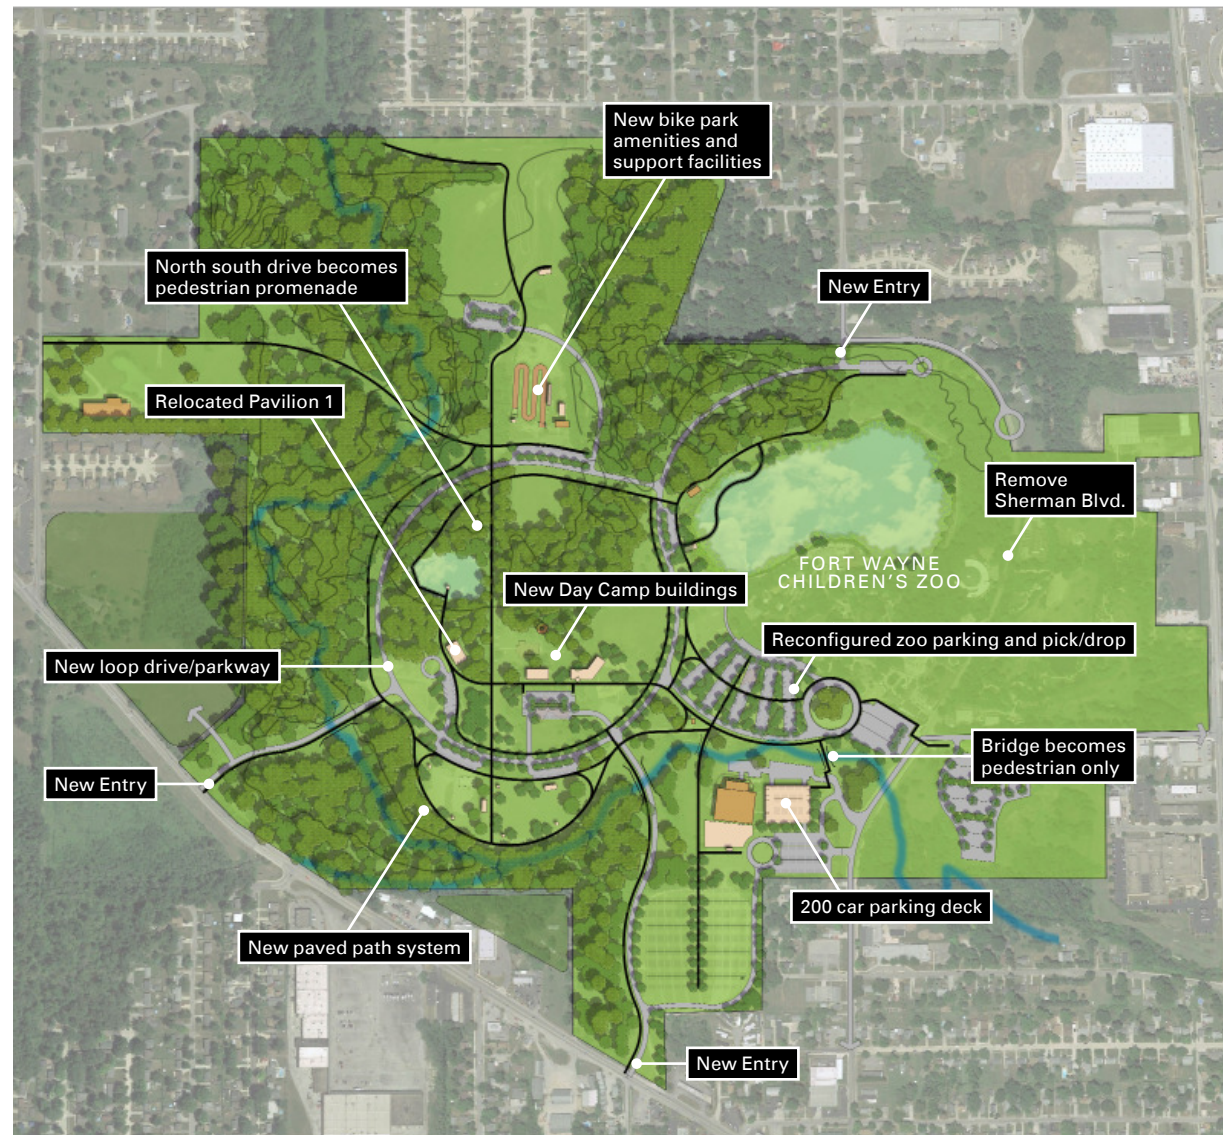 New bike park
amenities and
support facilities
North south drive becomes
pedestrian promenade
New Entry
Relocated Pavilion 1
Remove
Sherman Blvd.
FORT WAYNE
CHILDREN'S ZOO
New Day Camp buildings
Reconfigured zoo parking and pick/drop
New loop drive/parkway
Bridge becomes
pedestrian only
New Entry
200 car parking deck
New paved path system
New Entry